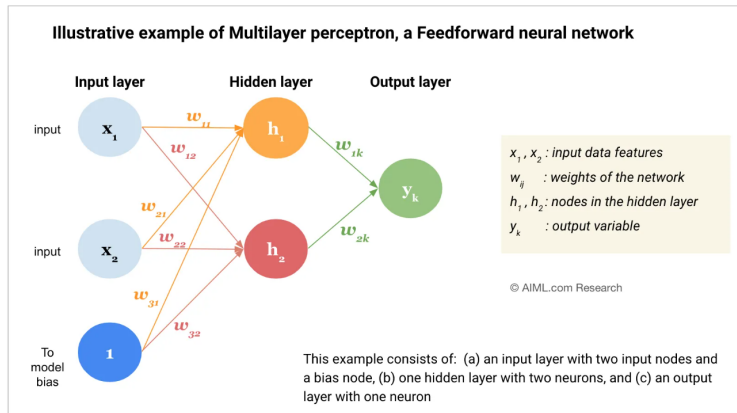 Illustrative example of Multilayer perceptron, a Feedforward neural network
Input layer
Hidden layer
Output layer
input
x₁
w₁₁
h₁
w₁₂
w₁ₖ
yₖ
w₂₁
input
x₂
w₂₂
h₂
w₂ₖ
w₃₁
w₃₂
To
model
bias
1
x₁ , x₂ : input data features
wᵢⱼ : weights of the network
h₁ , h₂ : nodes in the hidden layer
yₖ : output variable
© AIML.com Research
This example consists of: (a) an input layer with two input nodes and
a bias node, (b) one hidden layer with two neurons, and (c) an output
layer with one neuron